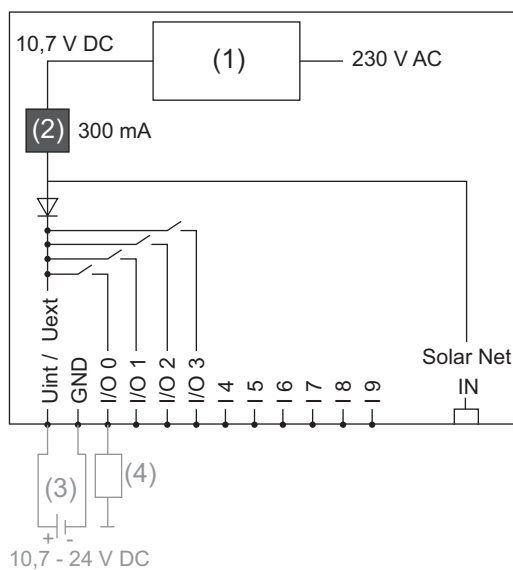 10,7 V DC
(1)
230 V AC
(2)
300 mA
Uint / Uext
GND
I/O 0
I/O 1
I/O 2
I/O 3
I 4
I 5
I 6
I 7
I 8
I 9
Solar Net
IN
(3)
(4)
+ -
10,7 - 24 V DC